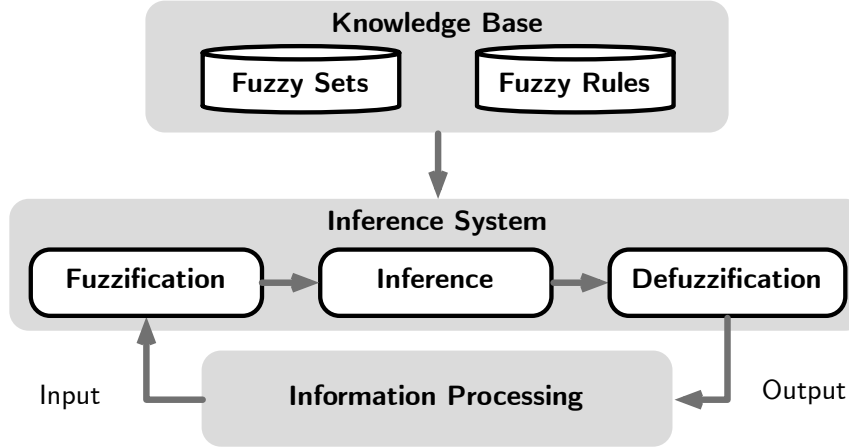 Knowledge Base
Fuzzy Sets
Fuzzy Rules
Inference System
Fuzzification
Inference
Defuzzification
Input
Information Processing
Output